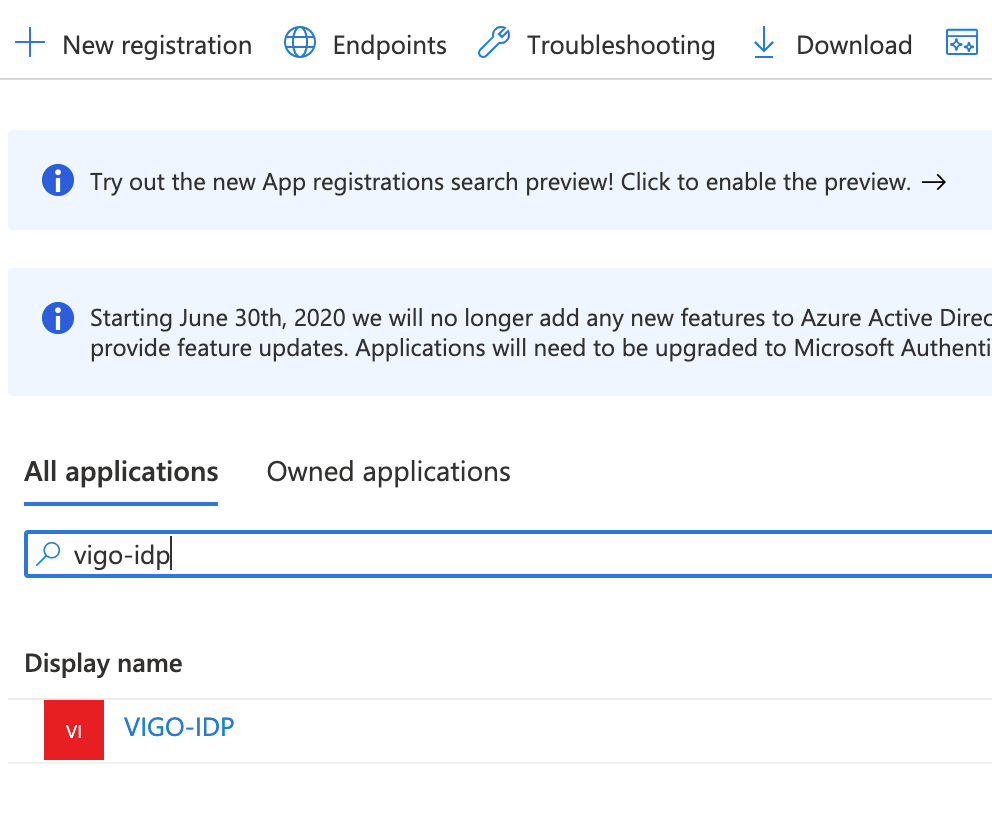 New registration Endpoints Troubleshooting Download
Try out the new App registrations search preview! Click to enable the preview. →
Starting June 30th, 2020 we will no longer add any new features to Azure Active Direc
provide feature updates. Applications will need to be upgraded to Microsoft Authenti
All applications Owned applications
vigo-idp
Display name
VI VIGO-IDP